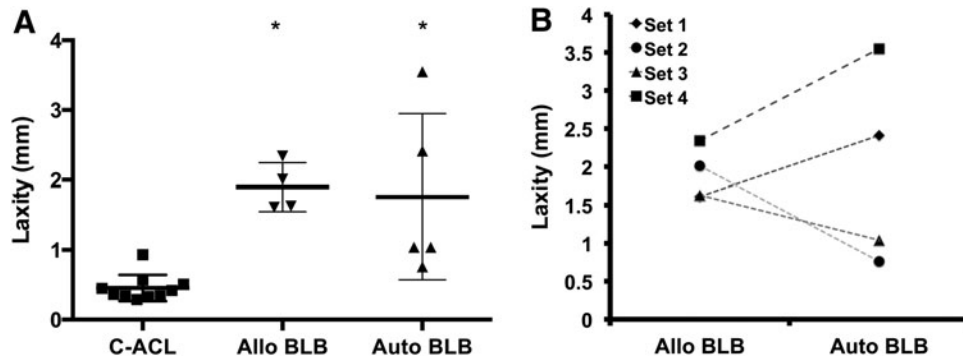 A
*
*
Laxity (mm)
4
3
2
1
0
C-ACL
Allo BLB
Auto BLB
B
Set 1
Set 2
Set 3
Set 4
Laxity (mm)
4
3.5
3
2.5
2
1.5
1
0.5
0
Allo BLB
Auto BLB